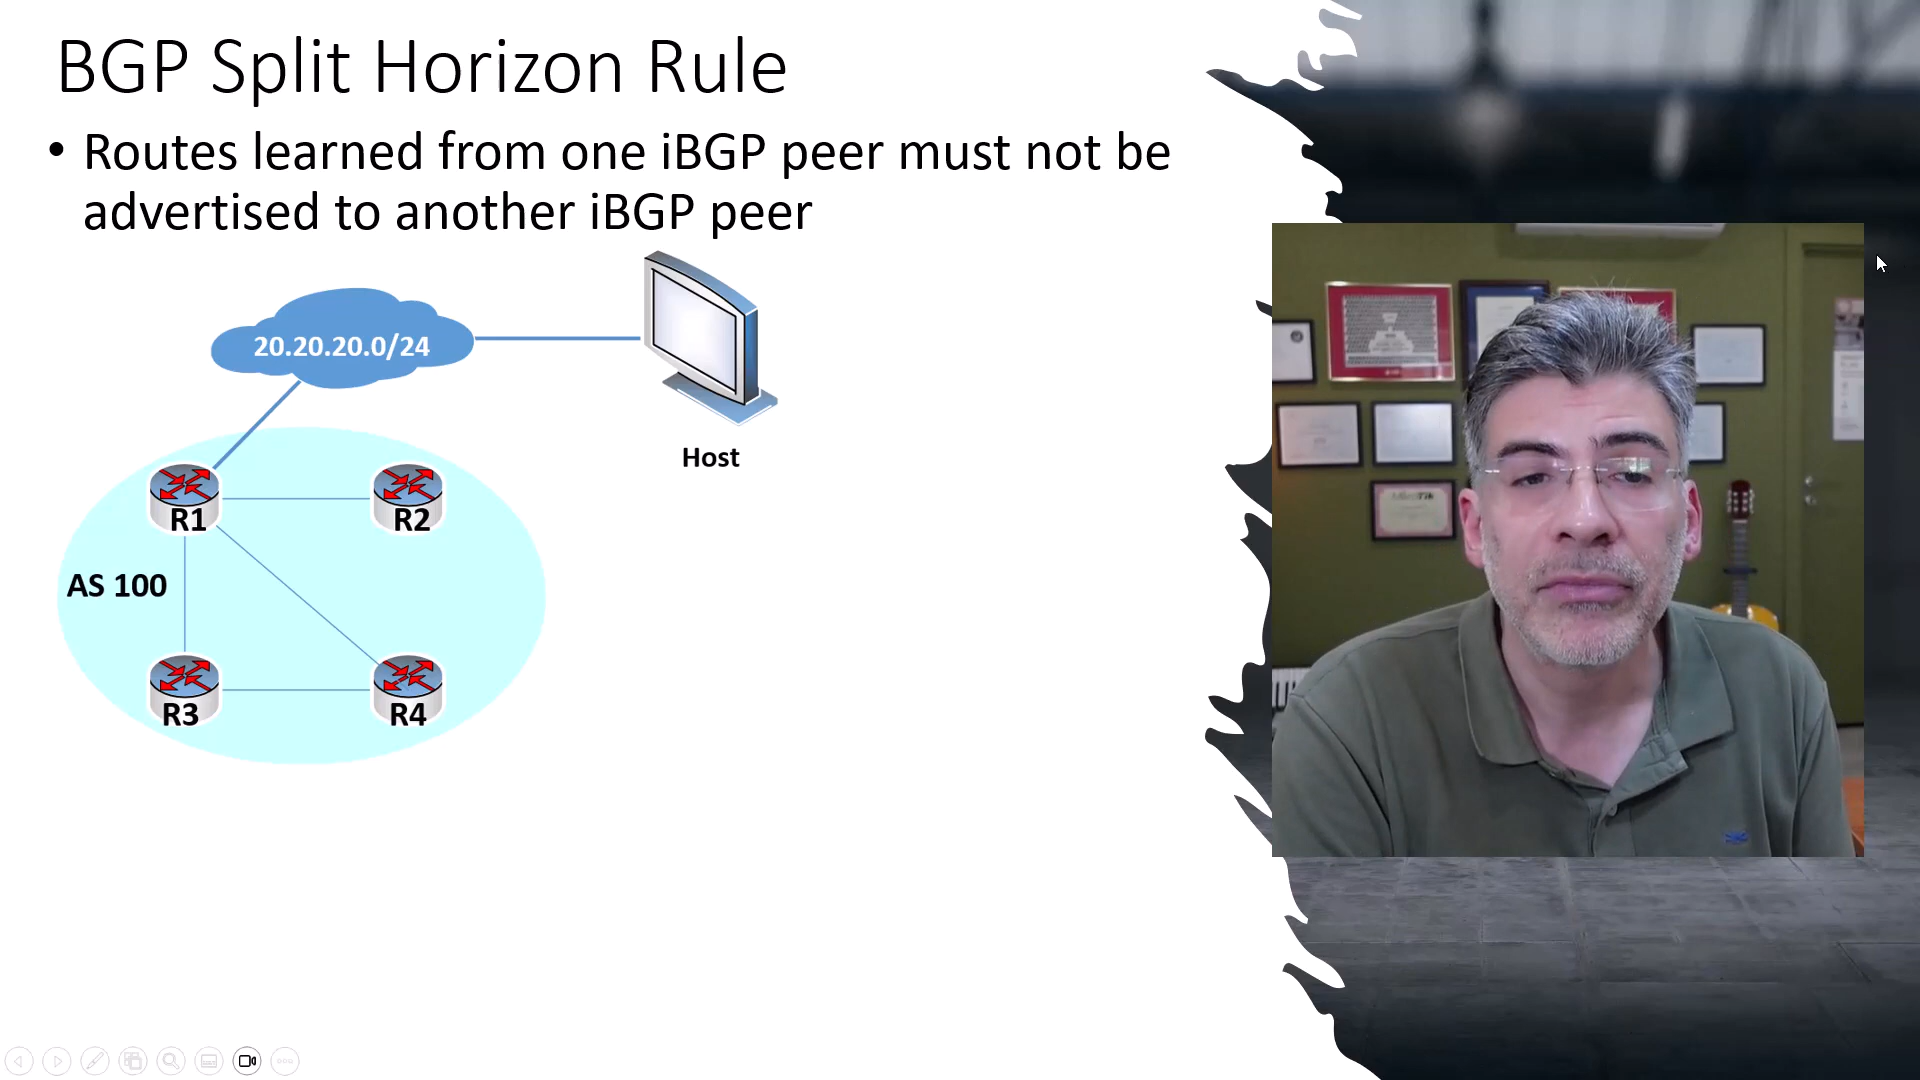 BGP Split Horizon Rule
• Routes learned from one iBGP peer must not be
advertised to another iBGP peer
20.20.20.0/24
Host
R1
R2
AS 100
R3
R4